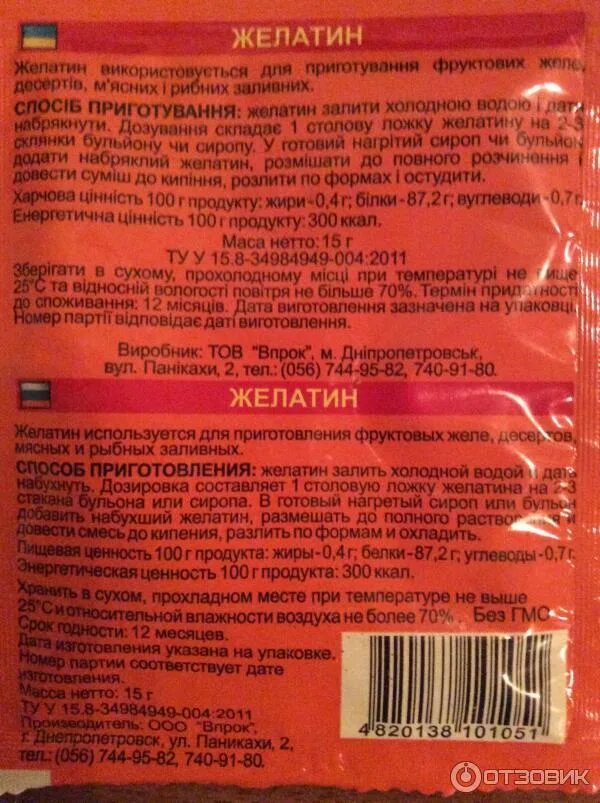 ЖЕЛАТИН
Желатин використовується для приготування фруктових желе,
десертів, м'ясних і рибних заливних.
СПОСІБ ПРИГОТУВАННЯ: желатин залити холодною водою і дати
набрякнути. Дозування складає 1 столову ложку желатину на 2-3
склянки бульйону чи сиропу. У готовий нагрітий сироп чи бульйон
додати набряклий желатин, розмішати до повного розчинення і
довести суміш до кипіння, розлити по формах і остудити.
Харчова цінність 100 г продукту: жири-0,4 г; білки-87,2 г; вуглеводи-0,7 г.
Енергетична цінність 100 г продукту: 300 ккал.
Маса нетто: 15 г
ТУ У 15.8-34984949-004:2011
Зберігати в сухому, прохолодному місці при температурі не вище
25°С та відносній вологості повітря не більше 70%. Термін придатності
до споживання: 12 місяців. Дата виготовлення зазначена на упаковці.
Номер партії відповідає даті виготовлення.
Виробник: ТОВ "Впрок", м. Дніпропетровськ,
вул. Панікахи, 2, тел.: (056) 744-95-82, 740-91-80.
ЖЕЛАТИН
Желатин используется для приготовления фруктовых желе, десертов,
мясных и рыбных заливных.
СПОСОБ ПРИГОТОВЛЕНИЯ: желатин залить холодной водой и дать
набухнуть. Дозировка составляет 1 столовую ложку желатина на 2-3
стакана бульона или сиропа. В готовый нагретый сироп или бульон
добавить набухший желатин, размешать до полного растворения и
довести смесь до кипения, разлить по формам и охладить.
Пищевая ценность 100 г продукта: жиры-0,4 г; белки-87,2 г; углеводы-0,7 г.
Энергетическая ценность 100 г продукта: 300 ккал.
Хранить в сухом, прохладном месте при температуре не выше
25°С и относительной влажности воздуха не более 70%. Без ГМО
Срок годности: 12 месяцев.
Дата изготовления указана на упаковке.
Номер партии соответствует дате
изготовления.
Масса нетто: 15 г
ТУ У 15.8-34984949-004:2011
Производитель: ООО "Впрок",
г. Днепропетровск, ул. Паникахи, 2,
тел.: (056) 744-95-82, 740-91-80.
4820138 101051
ОТЗОВИК